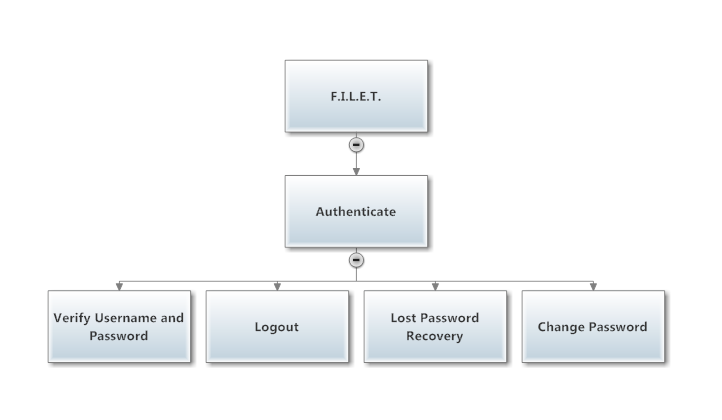 F.I.L.E.T.
Authenticate
Verify Username and
Password
Logout
Lost Password
Recovery
Change Password